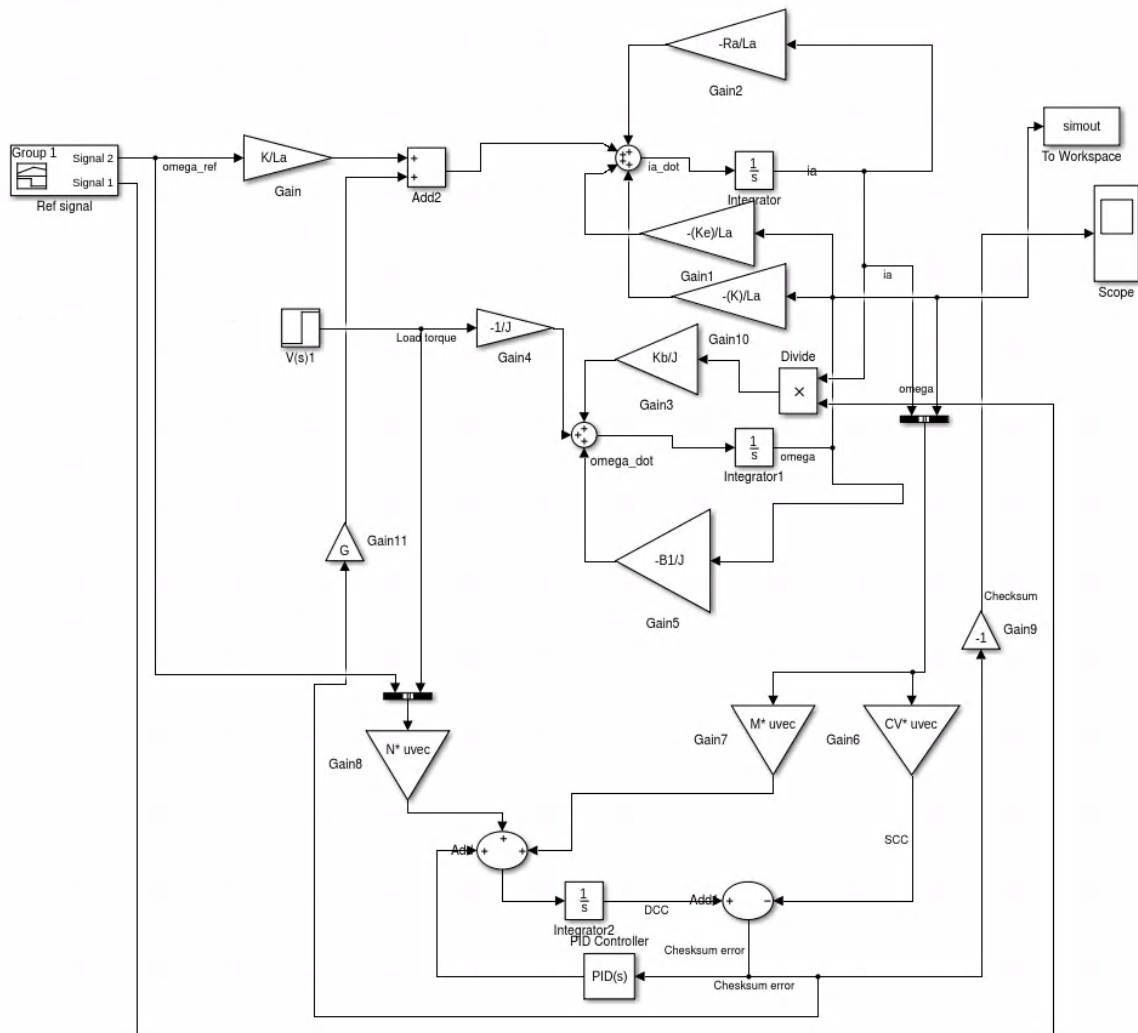 -Ra/La
Gain2
simout
To Workspace
Group 1
Signal 2
Signal 1
Ref signal
omega_ref
K/La
Gain
+
+
Add2
+
+
+
+
ia_dot
1
s
Integrator
ia
-(Ke)/La
Gain1
ia
Scope
-(K)/La
Gain10
V(s)1
Load torque
-1/J
Gain4
Kb/J
Gain3
Divide
×
omega
+
+
+
omega_dot
1
s
Integrator1
omega
G
Gain11
-B1/J
Gain5
Checksum
-1
Gain9
N* uvec
Gain8
M* uvec
Gain7
CV* uvec
Gain6
SCC
+
+
+
1
s
Integrator2
DCC
+
-
PID Controller
Cheksum error
PID(s)
Cheksum error